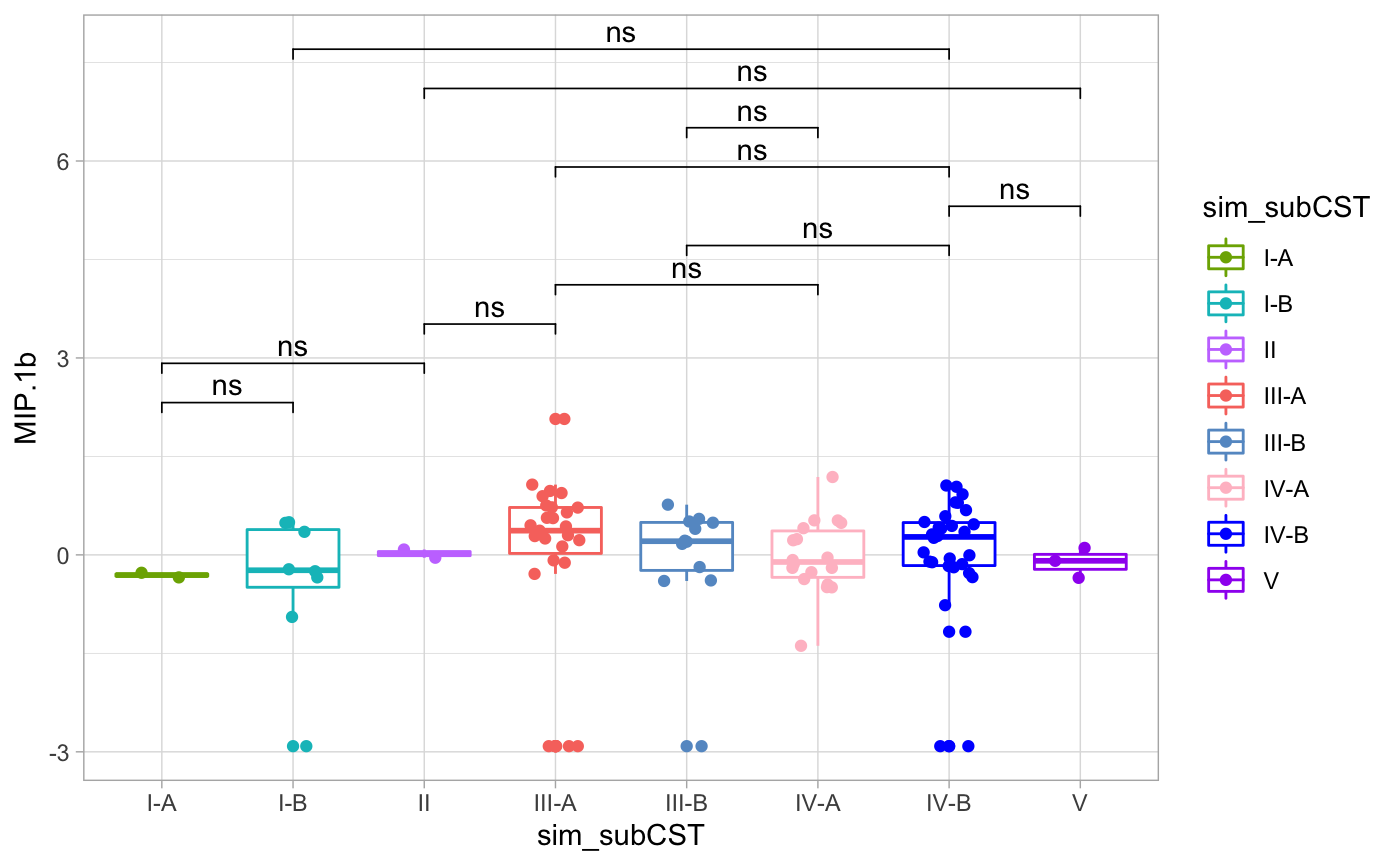 ns
ns
ns
ns
ns
ns
ns
ns
ns
ns
6
3
0
-3
MIP.1b
I-A I-B II III-A III-B IV-A IV-B V
sim_subCST
sim_subCST
I-A
I-B
II
III-A
III-B
IV-A
IV-B
V